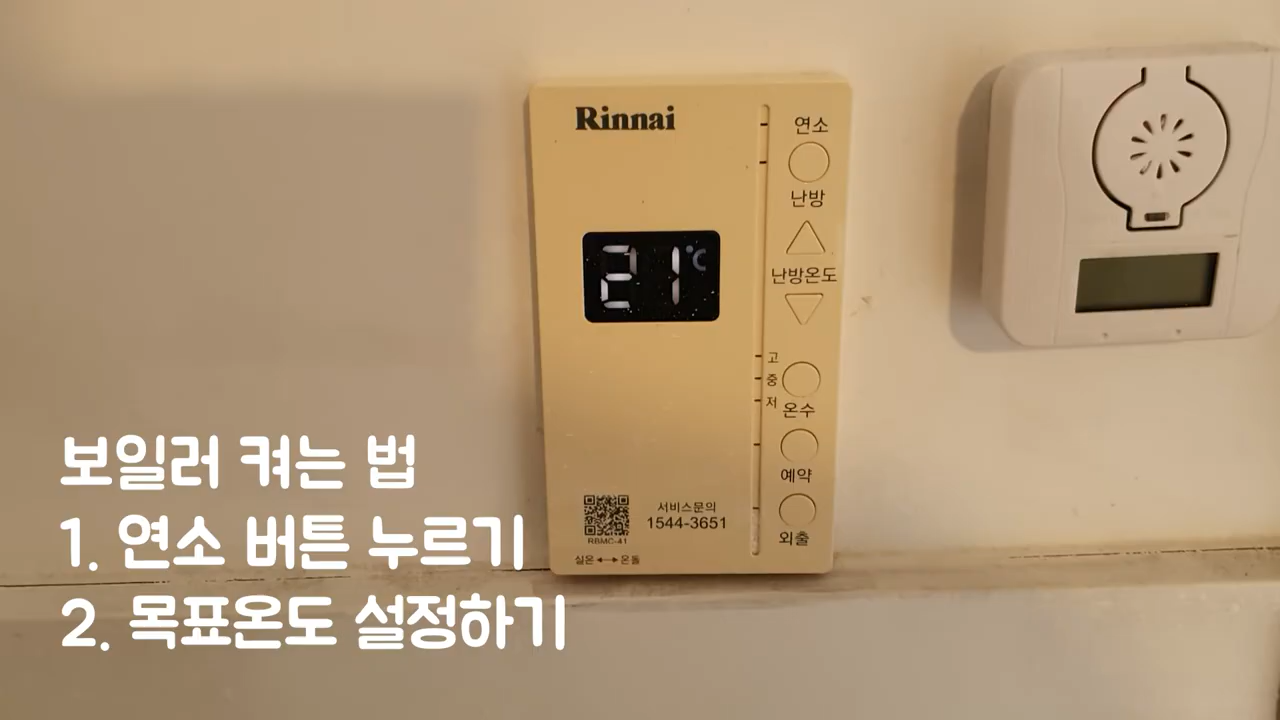 Rinnai
연소
난방
21°C
난방온도
고
중
저
온수
예약
외출
서비스문의
1544-3651
RBMC-41
실온 ↔ 온돌
보일러 켜는 법
1. 연소 버튼 누르기
2. 목표온도 설정하기